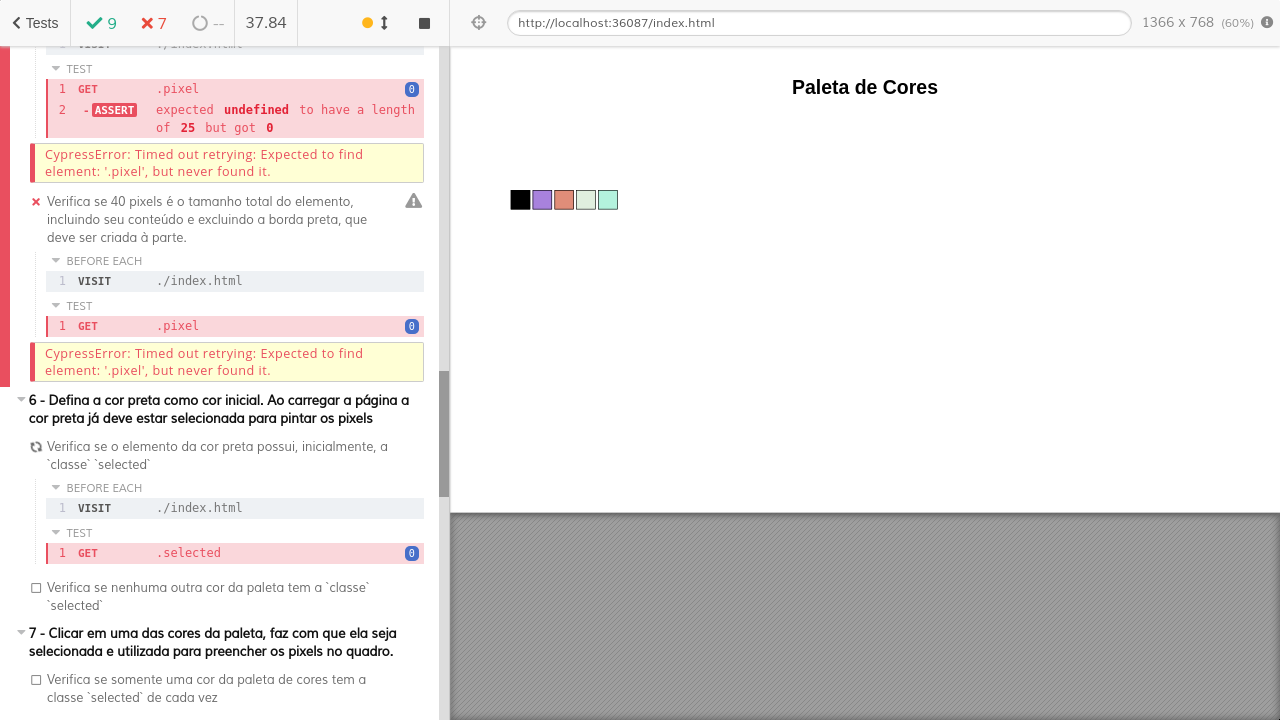 Tests
9
7
--
37.84
http://localhost:36087/index.html
1366 x 768 (60%)
1 VISIT ./index.html
TEST
1 GET .pixel 0
2 -ASSERT expected undefined to have a length
of 25 but got 0
CypressError: Timed out retrying: Expected to find
element: '.pixel', but never found it.
Verifica se 40 pixels é o tamanho total do elemento,
incluindo seu conteúdo e excluindo a borda preta, que
deve ser criada à parte.
BEFORE EACH
1 VISIT ./index.html
TEST
1 GET .pixel 0
CypressError: Timed out retrying: Expected to find
element: '.pixel', but never found it.
6 - Defina a cor preta como cor inicial. Ao carregar a página a
cor preta já deve estar selecionada para pintar os pixels
Verifica se o elemento da cor preta possui, inicialmente, a
`classe` `selected`
BEFORE EACH
1 VISIT ./index.html
TEST
1 GET .selected 0
Verifica se nenhuma outra cor da paleta tem a `classe`
`selected`
7 - Clicar em uma das cores da paleta, faz com que ela seja
selecionada e utilizada para preencher os pixels no quadro.
Verifica se somente uma cor da paleta de cores tem a
classe `selected` de cada vez
Paleta de Cores